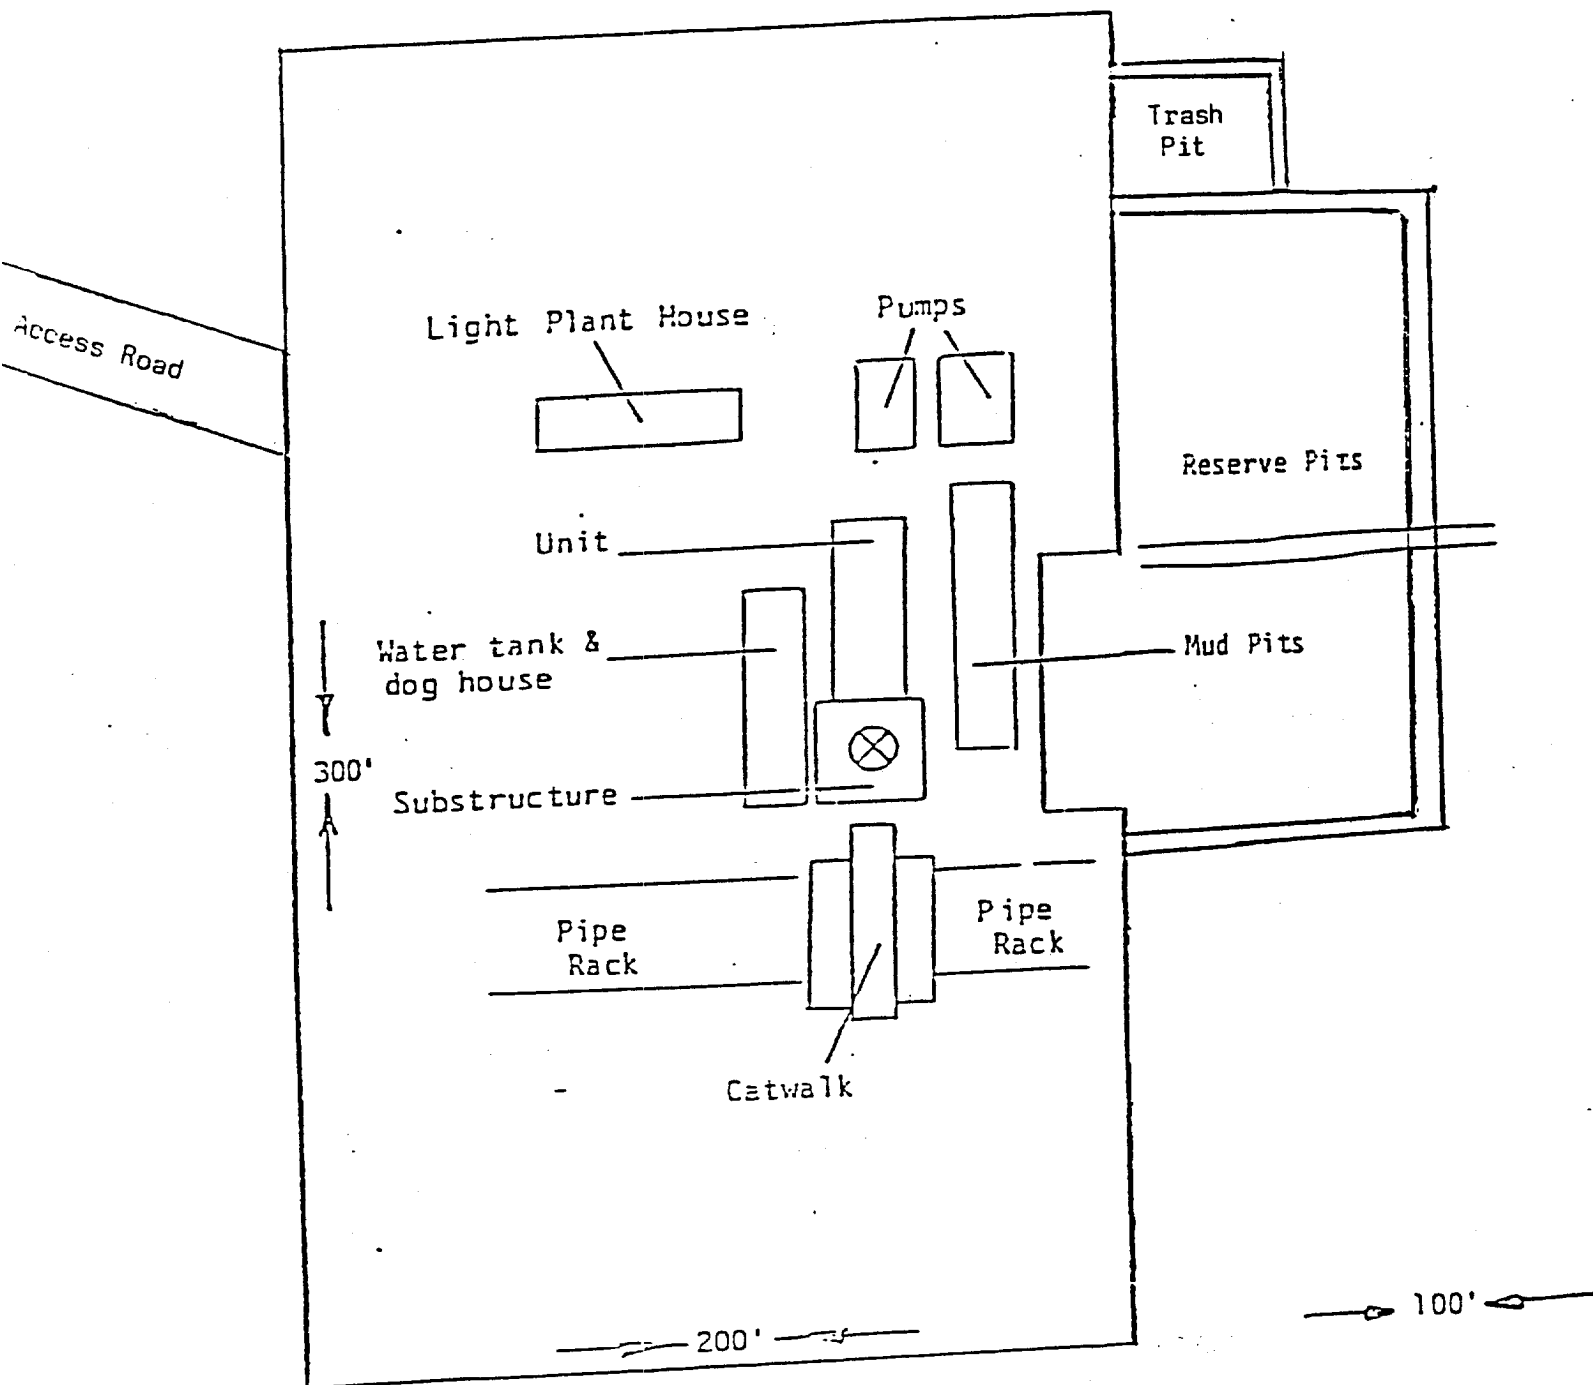 Trash
Pit
Access Road
Light Plant House
Pumps
Reserve Pits
Unit
Water tank &
dog house
Mud Pits
300'
Substructure
Pipe
Rack
Pipe
Rack
Catwalk
200'
100'